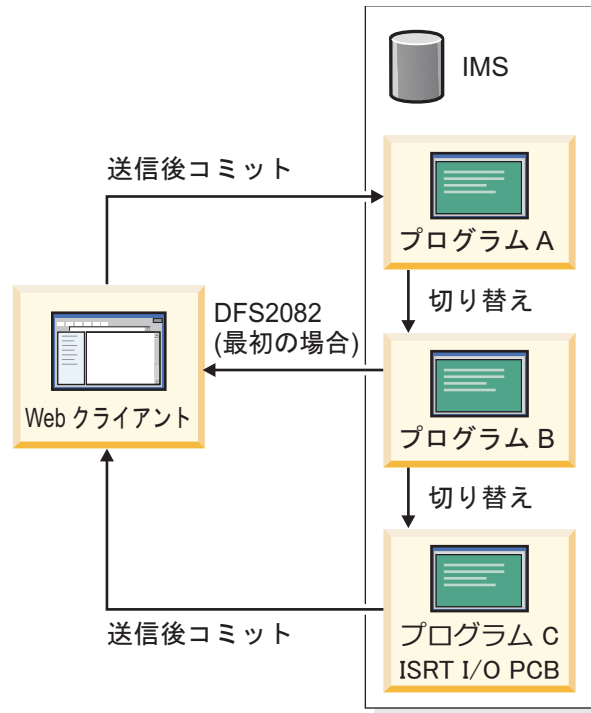 IMS
送信後コミット
プログラム A
切り替え
DFS2082
(最初の場合)
Web クライアント
プログラム B
切り替え
送信後コミット
プログラム C
ISRT I/O PCB